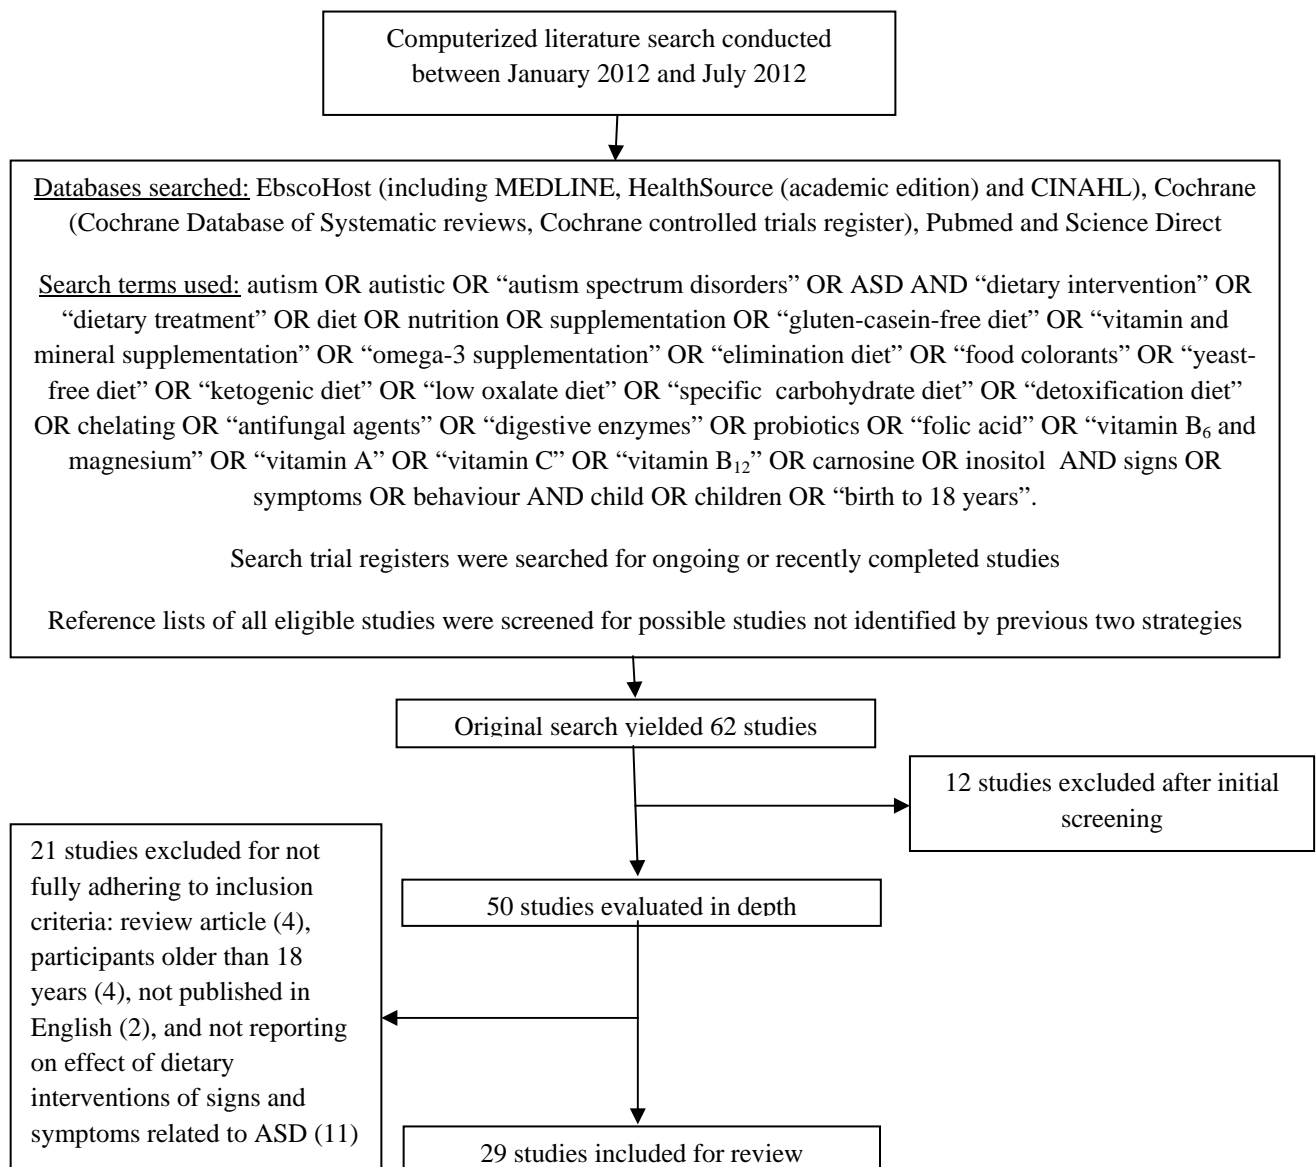 Computerized literature search conducted
between January 2012 and July 2012
Databases searched: EbscoHost (including MEDLINE, HealthSource (academic edition) and CINAHL), Cochrane
(Cochrane Database of Systematic reviews, Cochrane controlled trials register), Pubmed and Science Direct
Search terms used: autism OR autistic OR “autism spectrum disorders” OR ASD AND “dietary intervention” OR
“dietary treatment” OR diet OR nutrition OR supplementation OR “gluten-casein-free diet” OR “vitamin and
mineral supplementation” OR “omega-3 supplementation” OR “elimination diet” OR “food colorants” OR “yeast-
free diet” OR “ketogenic diet” OR “low oxalate diet” OR “specific carbohydrate diet” OR “detoxification diet”
OR chelating OR “antifungal agents” OR “digestive enzymes” OR probiotics OR “folic acid” OR “vitamin B₆ and
magnesium” OR “vitamin A” OR “vitamin C” OR “vitamin B₁₂” OR carnosine OR inositol AND signs OR
symptoms OR behaviour AND child OR children OR “birth to 18 years”.
Search trial registers were searched for ongoing or recently completed studies
Reference lists of all eligible studies were screened for possible studies not identified by previous two strategies
Original search yielded 62 studies
12 studies excluded after initial
screening
21 studies excluded for not
fully adhering to inclusion
criteria: review article (4),
participants older than 18
years (4), not published in
English (2), and not reporting
on effect of dietary
interventions of signs and
symptoms related to ASD (11)
50 studies evaluated in depth
29 studies included for review